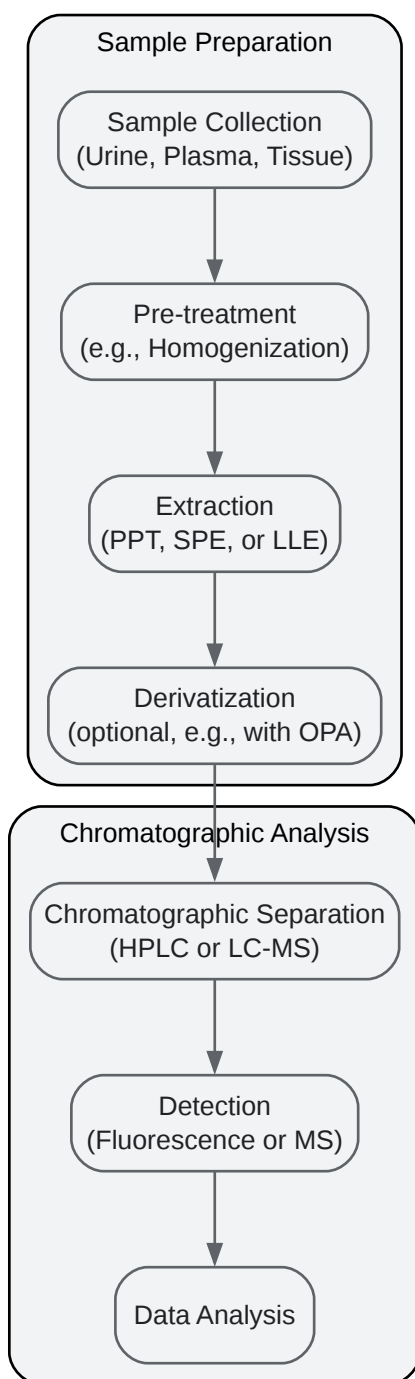 Sample Preparation
Sample Collection
(Urine, Plasma, Tissue)
Pre-treatment
(e.g., Homogenization)
Extraction
(PPT, SPE, or LLE)
Derivatization
(optional, e.g., with OPA)
Chromatographic Analysis
Chromatographic Separation
(HPLC or LC-MS)
Detection
(Fluorescence or MS)
Data Analysis